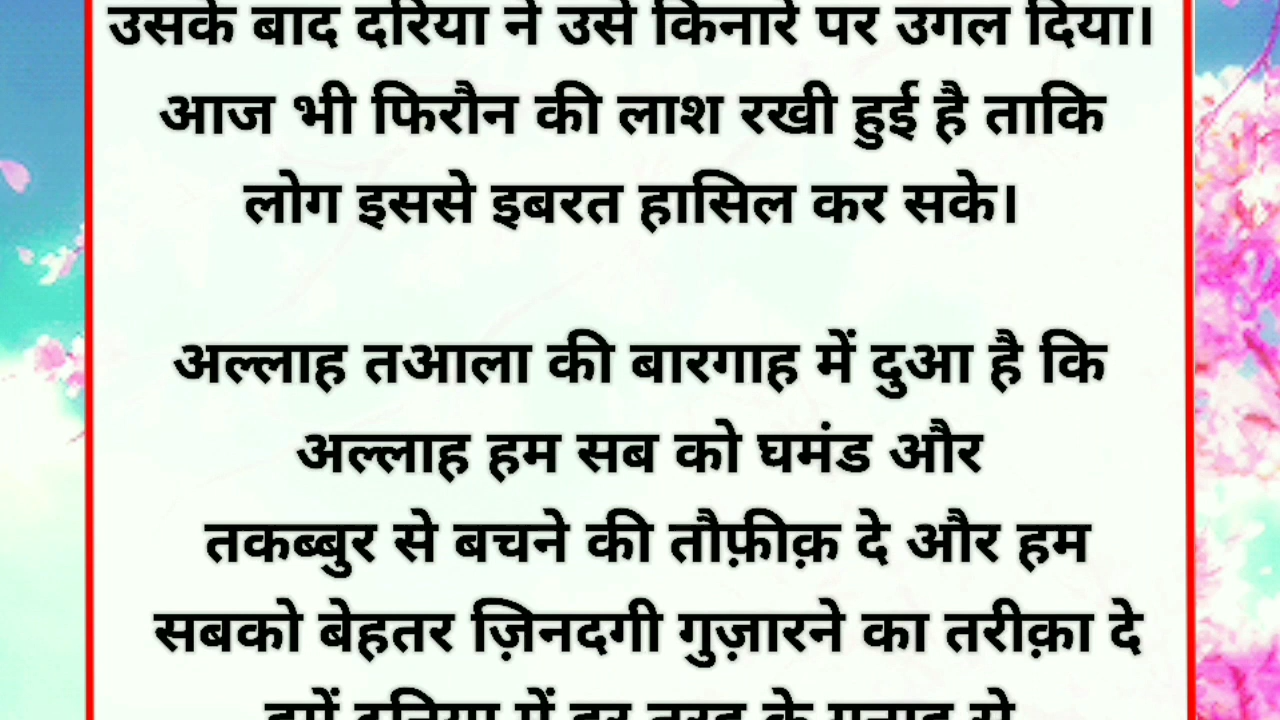 उसके बाद दरिया ने उसे किनारे पर उगल दिया।
आज भी फिरौन की लाश रखी हुई है ताकि
लोग इससे इबरत हासिल कर सके।
अल्लाह तआला की बारगाह में दुआ है कि
अल्लाह हम सब को घमंड और
तकब्बुर से बचने की तौफ़ीक़ दे और हम
सबको बेहतर ज़िनदगी गुज़ारने का तरीक़ा दे